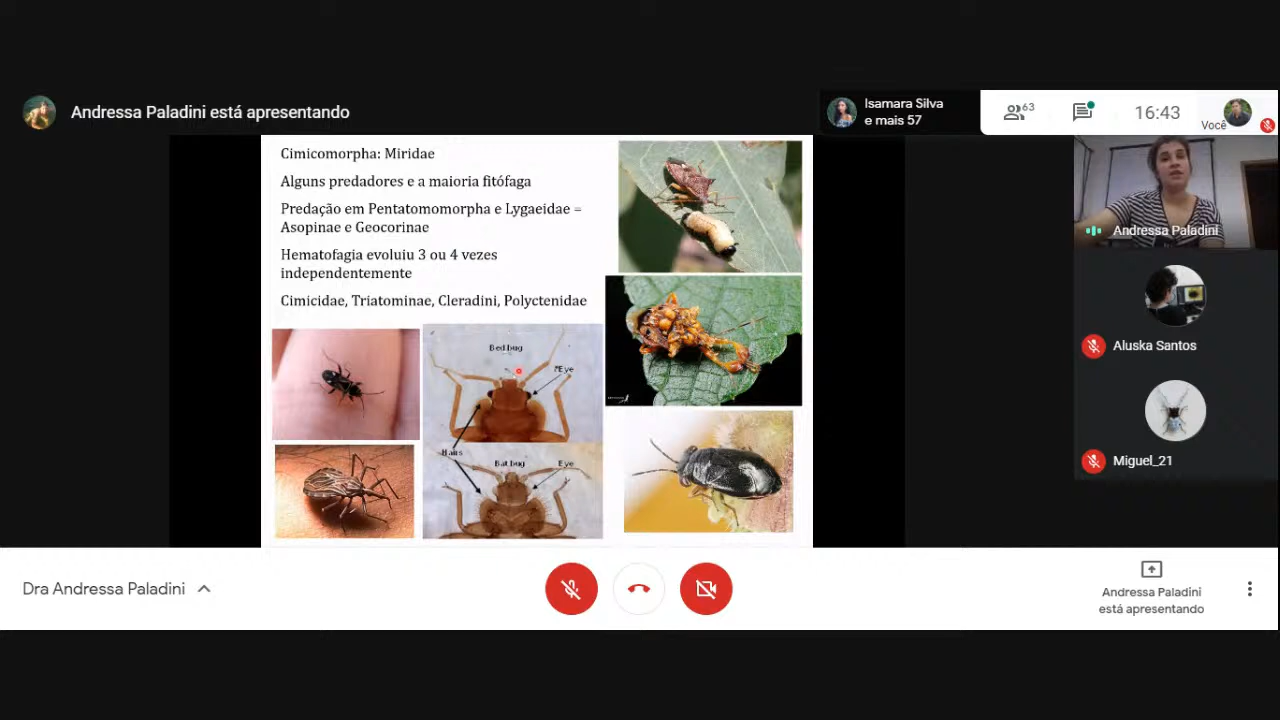 Andressa Paladini está apresentando
Isamara Silva
e mais 57
63
16:43
Você
Cimicomorpha: Miridae
Alguns predadores e a maioria fitófaga
Predação em Pentatomomorpha e Lygaeidae =
Asopinae e Geocorinae
Hematofagia evoluiu 3 ou 4 vezes
independentemente
Cimicidae, Triatominae, Cleradini, Polyctenidae
Bed bug
Eye
Hairs
Bat bug
Eye
Andressa Paladini
Aluska Santos
Miguel_21
Dra Andressa Paladini
Andressa Paladini
está apresentando